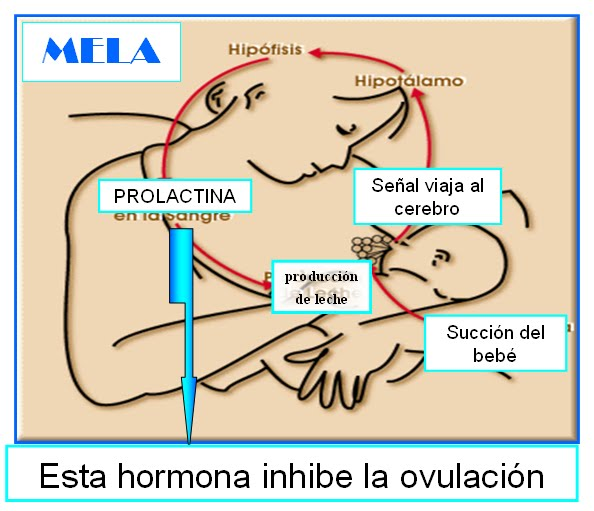 MELA
Hipófisis
Hipotálamo
PROLACTINA
en la Sangre
Señal viaja al
cerebro
producción
de leche
Succión del
bebé
Esta hormona inhibe la ovulación